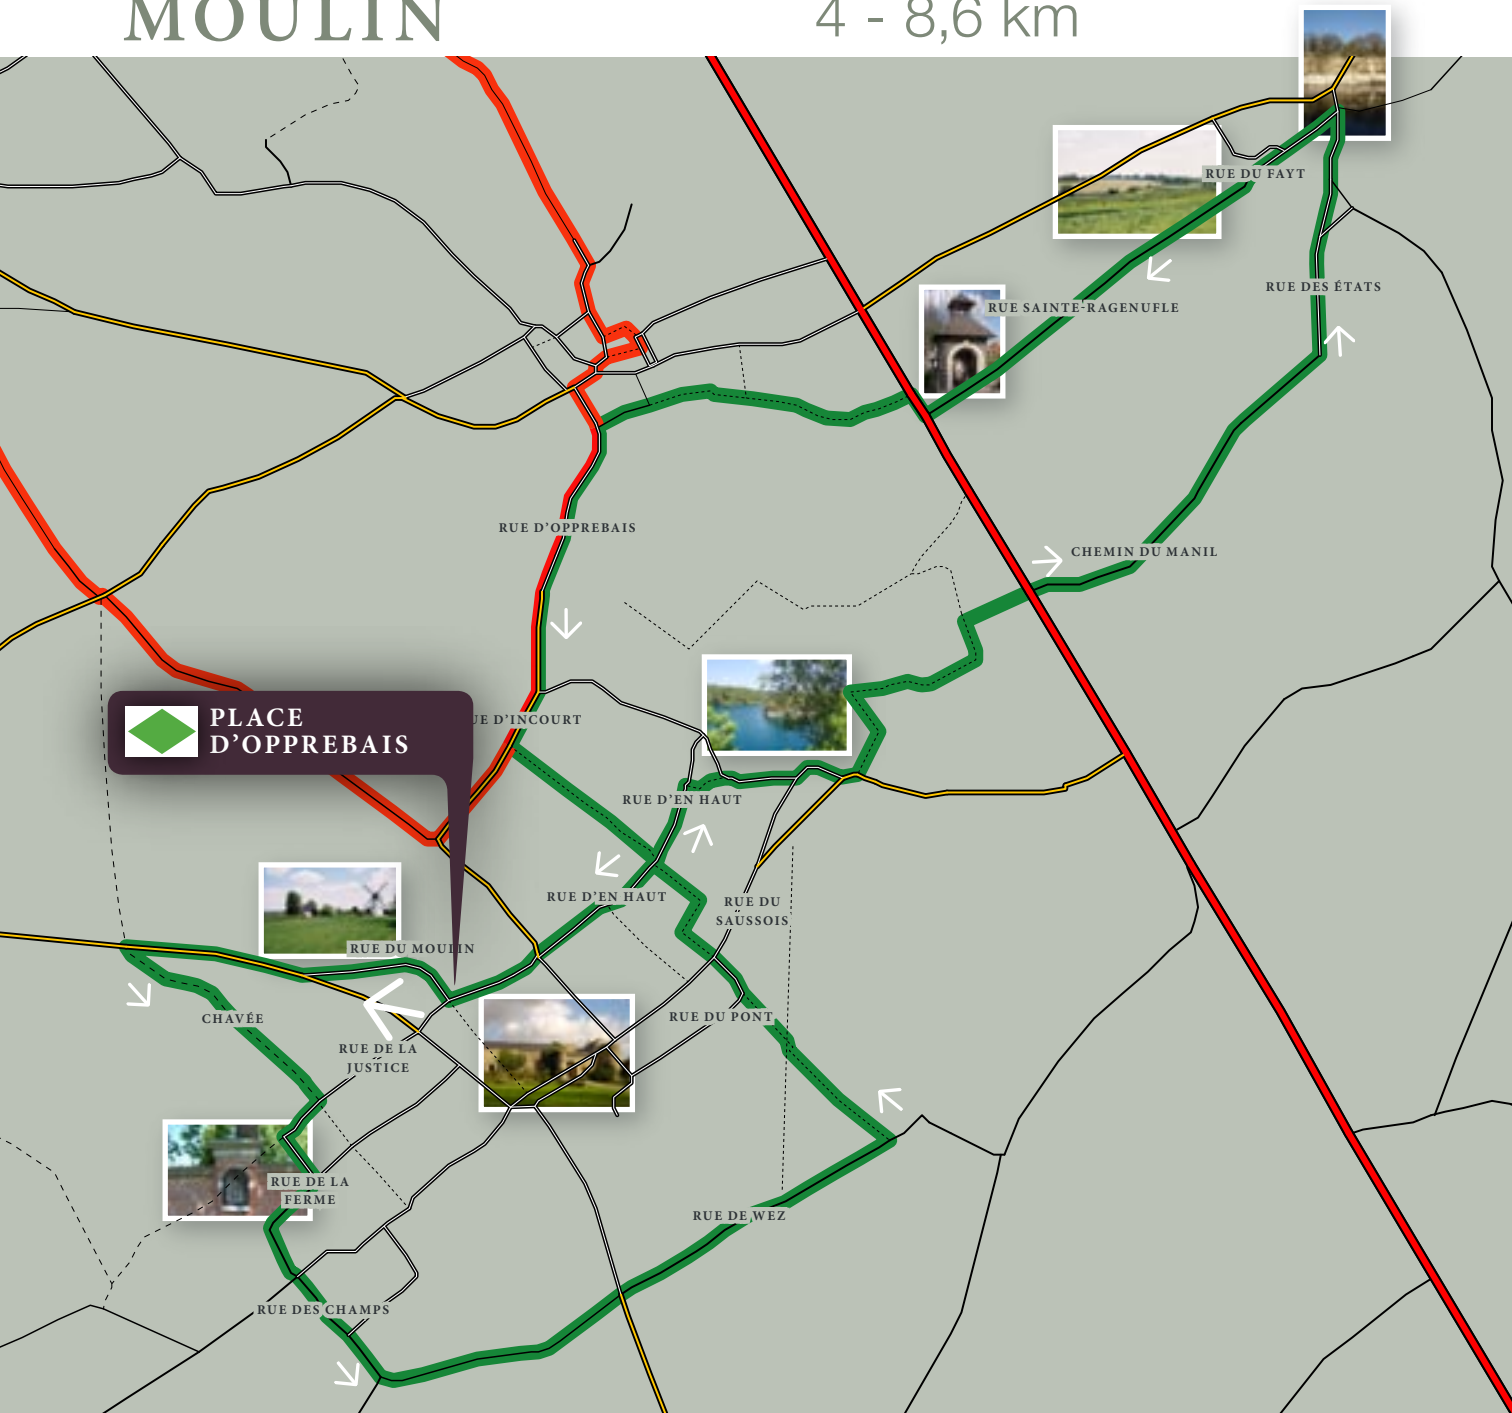 MOULIN
4 - 8,6 km
RUE DU FAYT
RUE DES ÉTATS
RUE SAINTE-RAGENUFLE
RUE D’OPPREBAIS
CHEMIN DU MANIL
PLACE
D’OPPREBAIS
UE D’INCOURT
RUE D’EN HAUT
RUE D’EN HAUT
RUE DU
SAUSSOIS
RUE DU MOULIN
CHAVÉE
RUE DU PONT
RUE DE LA
JUSTICE
RUE DE LA
FERME
RUE DE WEZ
RUE DES CHAMPS